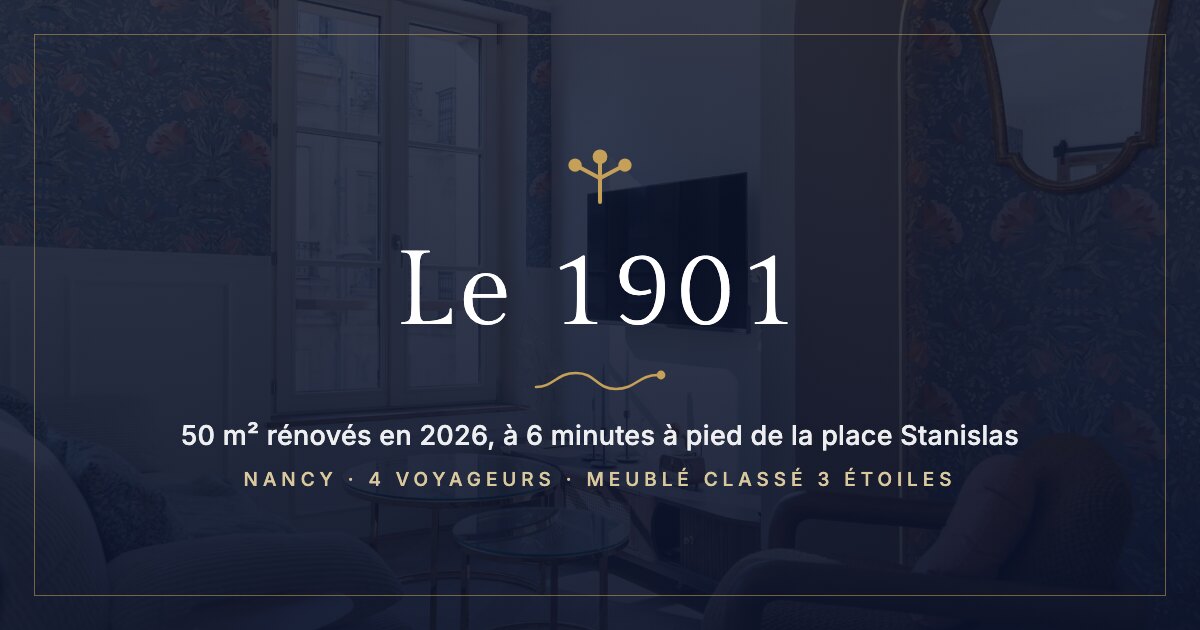 Le 1901
50 m² rénovés en 2026, à 6 minutes à pied de la place Stanislas
NANCY · 4 VOYAGEURS · MEUBLÉ CLASSÉ 3 ÉTOILES